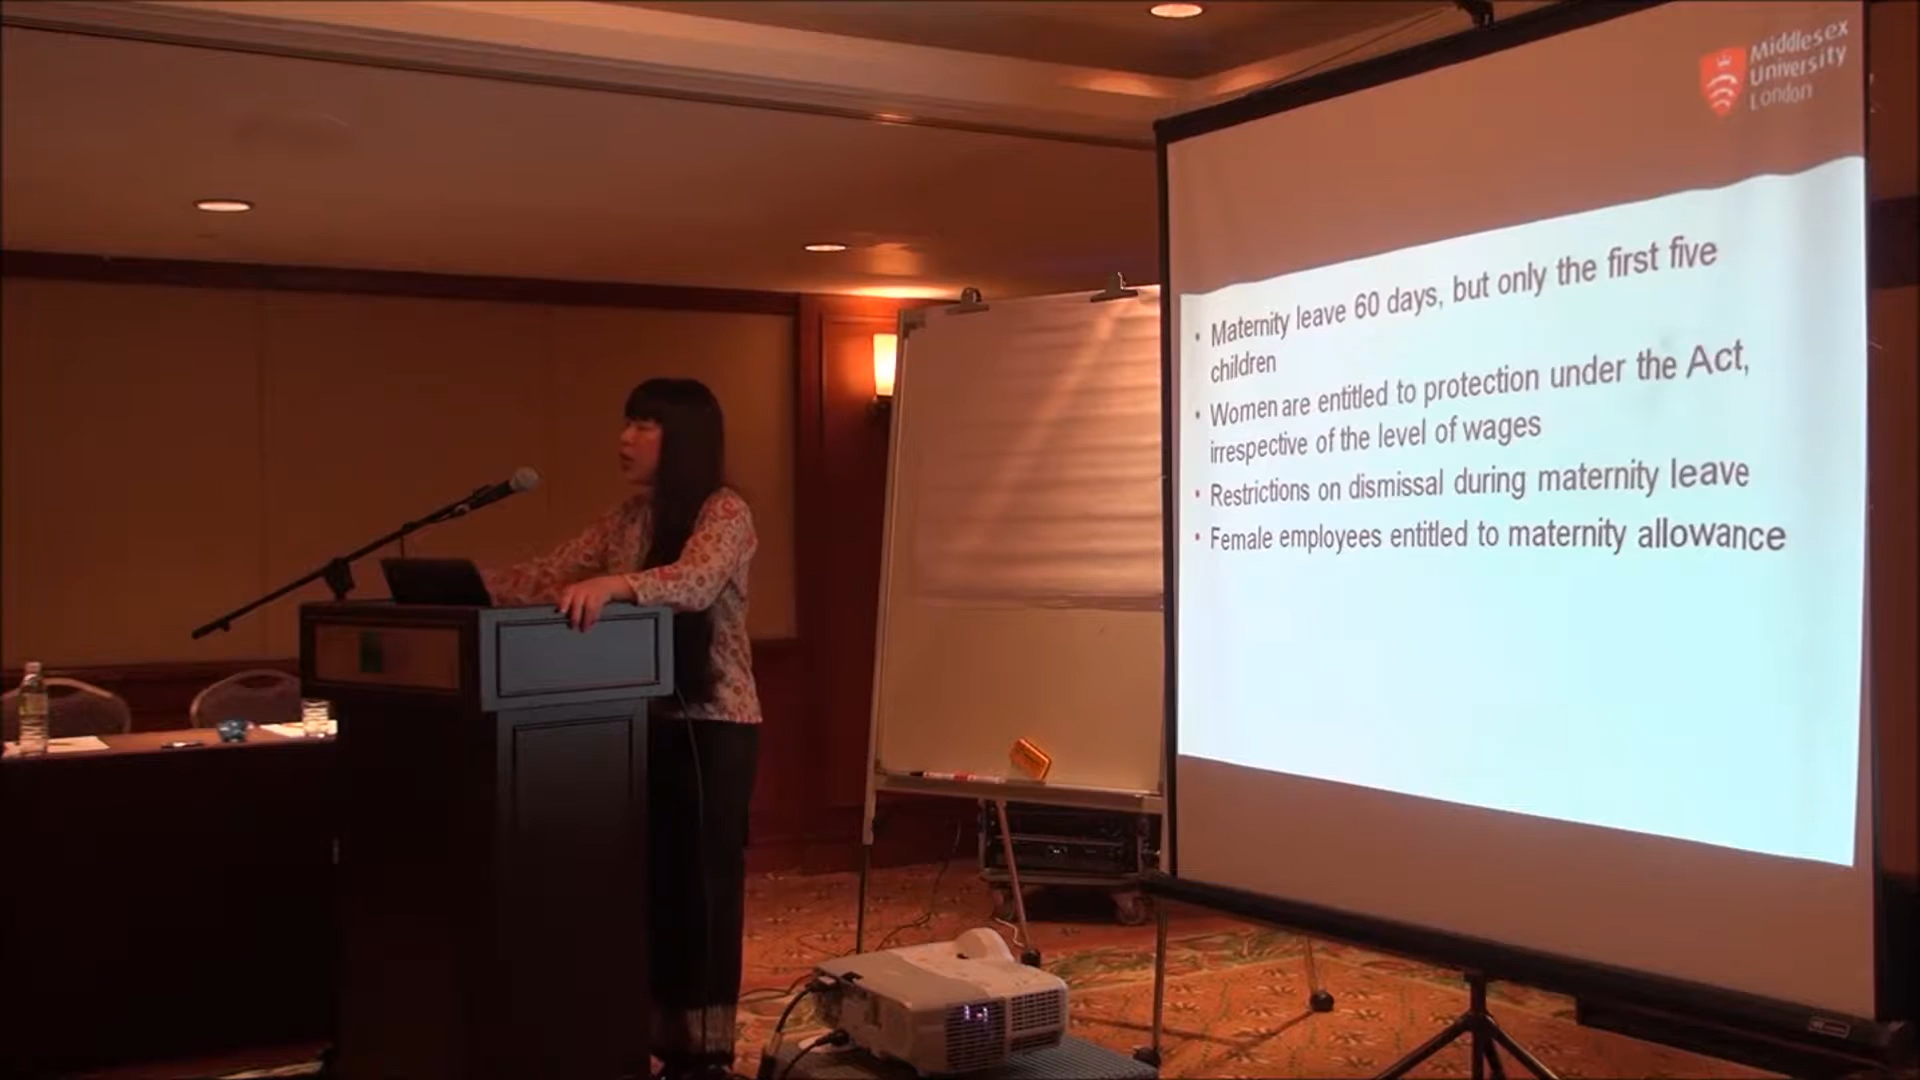 Middlesex
University
London
• Maternity leave 60 days, but only the first five
children
• Women are entitled to protection under the Act,
irrespective of the level of wages
• Restrictions on dismissal during maternity leave
• Female employees entitled to maternity allowance